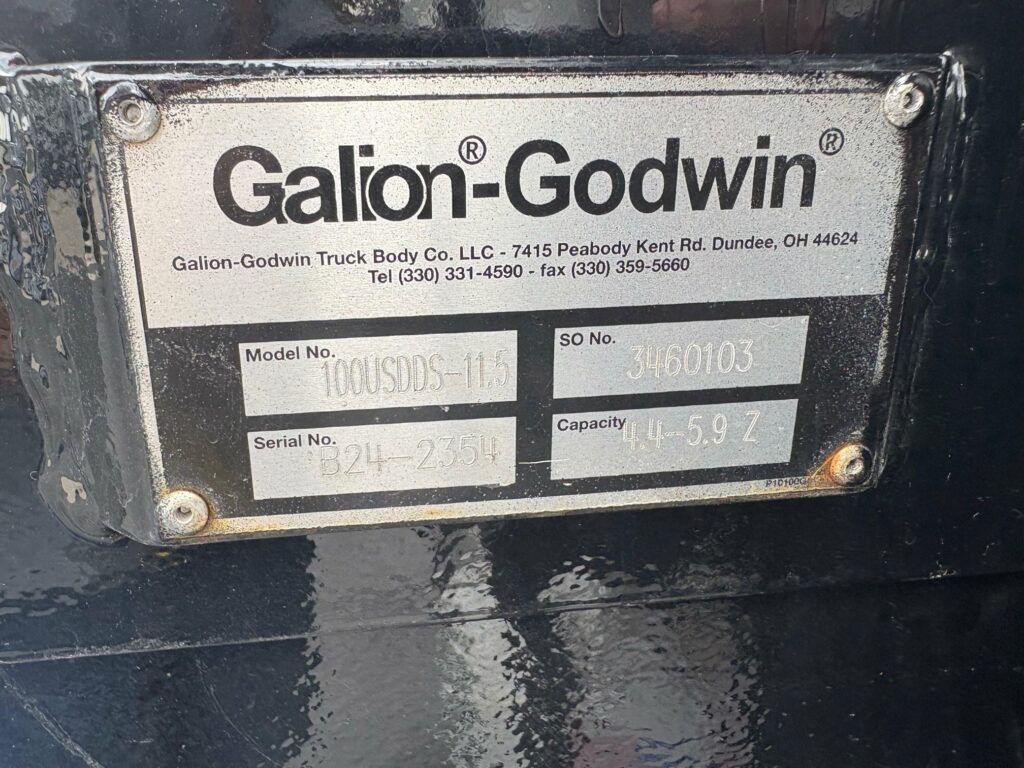 Galion®-Godwin®
Galion-Godwin Truck Body Co. LLC - 7415 Peabody Kent Rd. Dundee, OH 44624
Tel (330) 331-4590 - fax (330) 359-5660
Model No. 100USDDS-11.5
SO No. 3460103
Serial No. B24-2354
Capacity 4.4-5.9 Z